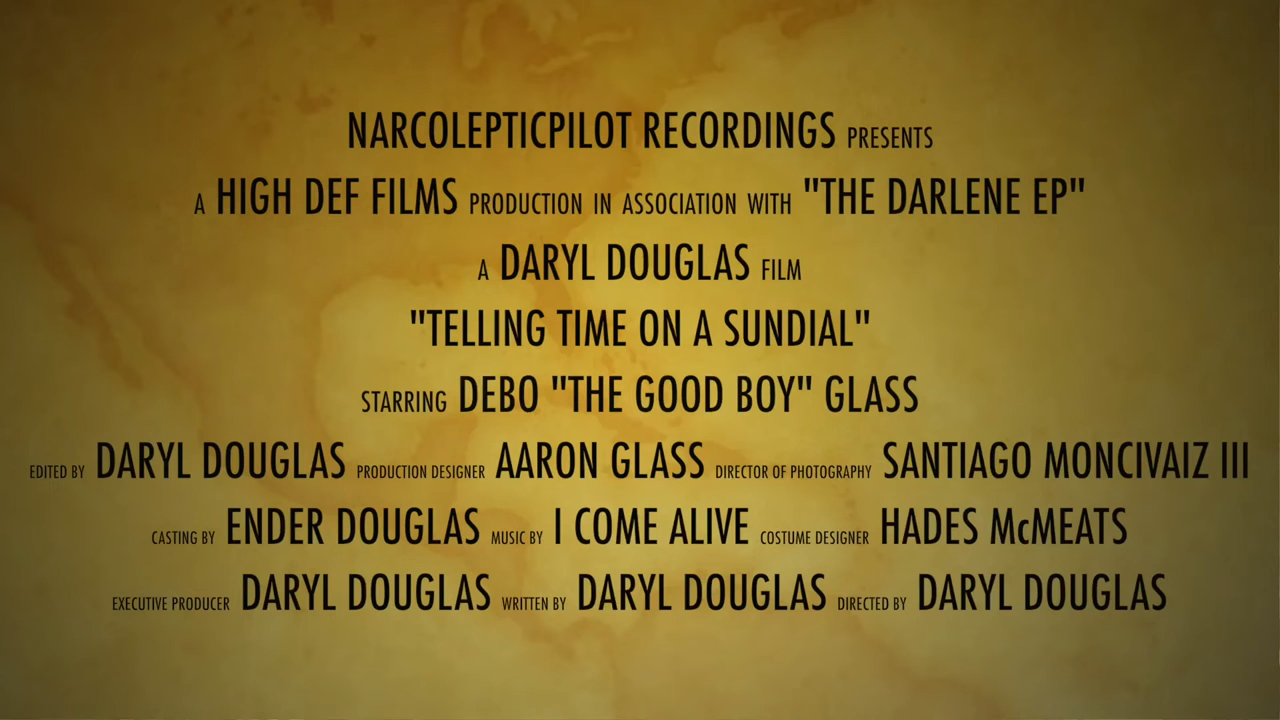 NARCOLEPTICPILOT RECORDINGS PRESENTS
A HIGH DEF FILMS PRODUCTION IN ASSOCIATION WITH "THE DARLENE EP"
A DARYL DOUGLAS FILM
"TELLING TIME ON A SUNDIAL"
STARRING DEBO "THE GOOD BOY" GLASS
EDITED BY DARYL DOUGLAS PRODUCTION DESIGNER AARON GLASS DIRECTOR OF PHOTOGRAPHY SANTIAGO MONCIVAIZ III
CASTING BY ENDER DOUGLAS MUSIC BY I COME ALIVE COSTUME DESIGNER HADES McMEATS
EXECUTIVE PRODUCER DARYL DOUGLAS WRITTEN BY DARYL DOUGLAS DIRECTED BY DARYL DOUGLAS